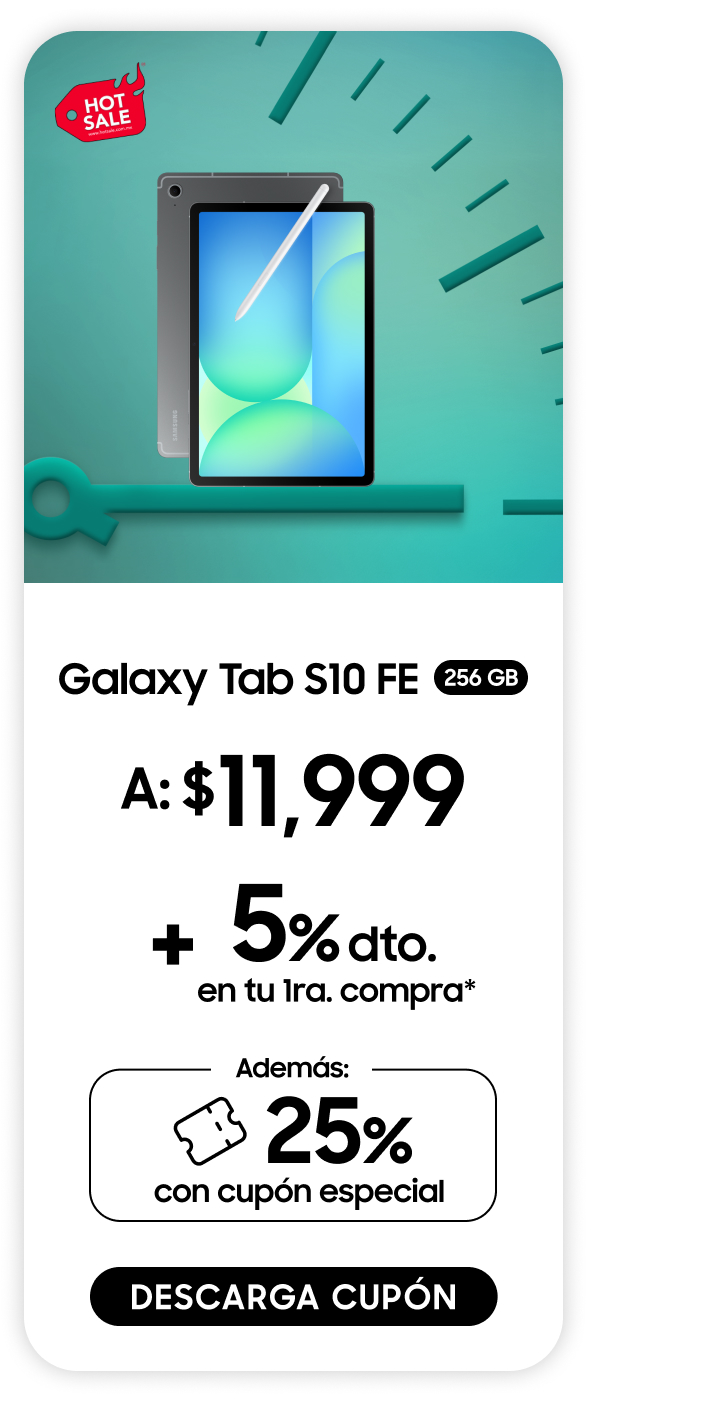 HOT
SALE
www.hotsale.com.mx
SAMSUNG
Galaxy Tab S10 FE 256 GB
A: $11,999
+ 5% dto.
en tu 1ra. compra*
Además:
25%
con cupón especial
DESCARGA CUPÓN